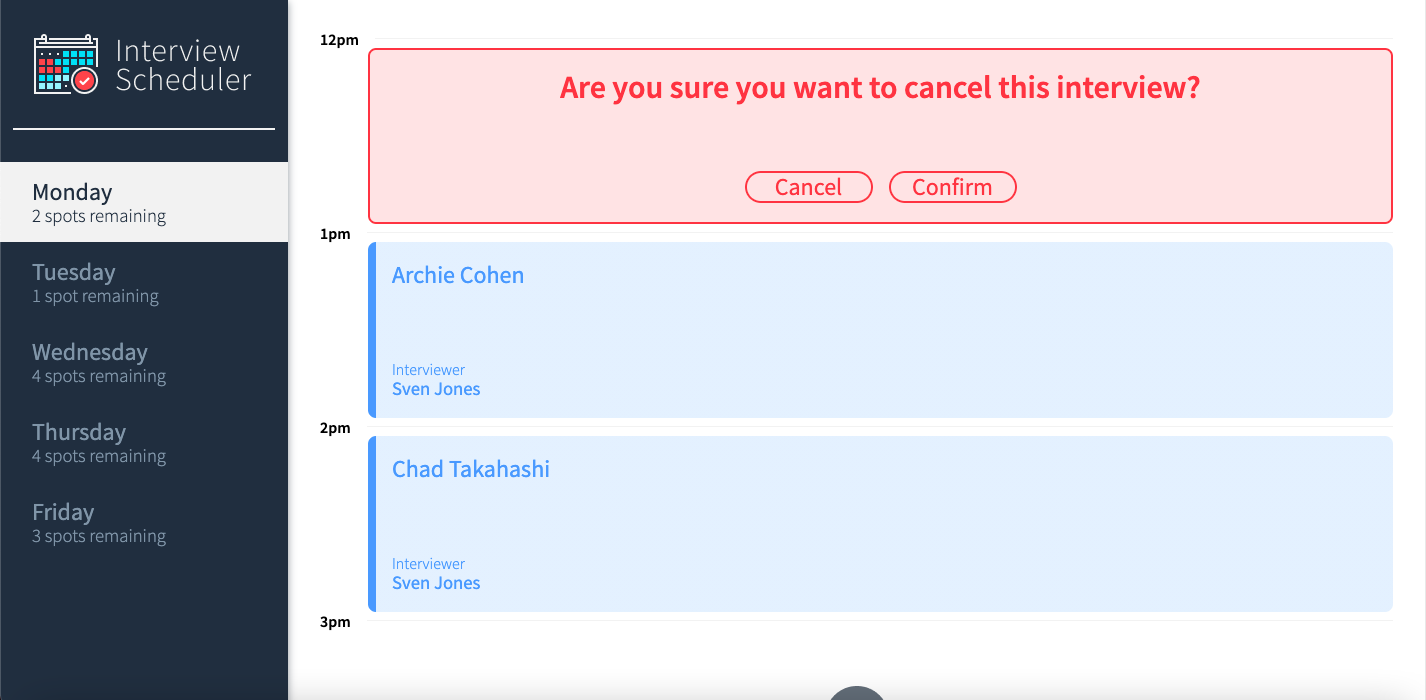 Interview
Scheduler
Monday
2 spots remaining
Tuesday
1 spot remaining
Wednesday
4 spots remaining
Thursday
4 spots remaining
Friday
3 spots remaining
12pm
Are you sure you want to cancel this interview?
Cancel Confirm
1pm
Archie Cohen
Interviewer
Sven Jones
2pm
Chad Takahashi
Interviewer
Sven Jones
3pm